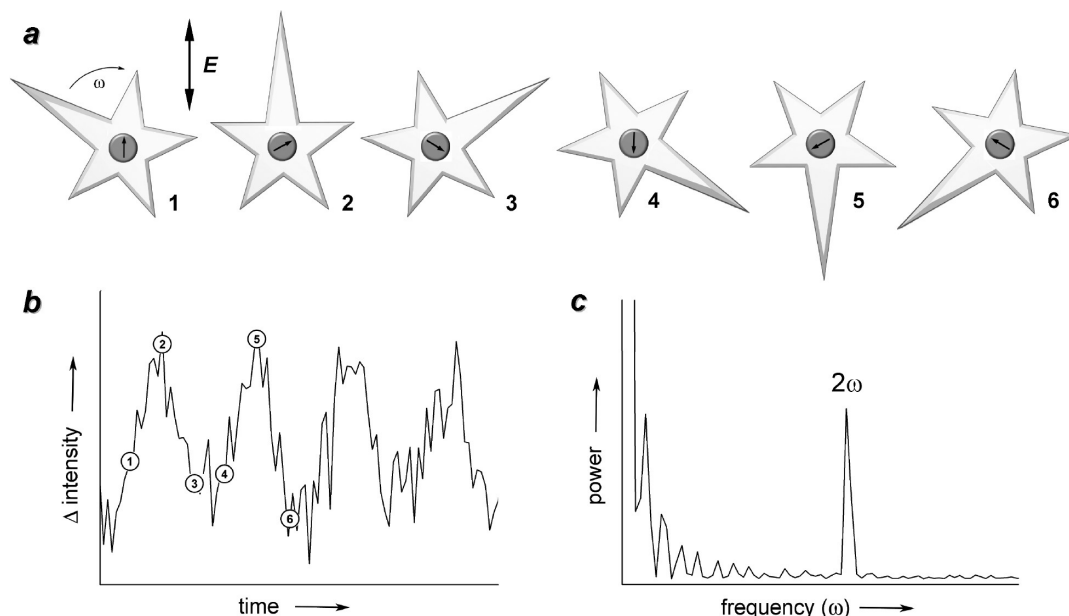 a
ω
E
1
2
3
4
5
6
b
Δ intensity
1
2
3
4
5
6
time
c
power
2ω
frequency (ω)